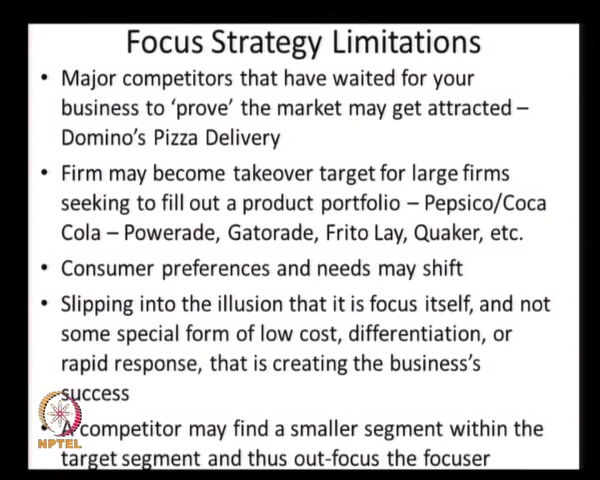 Focus Strategy Limitations
• Major competitors that have waited for your
business to ‘prove’ the market may get attracted –
Domino’s Pizza Delivery
• Firm may become takeover target for large firms
seeking to fill out a product portfolio – Pepsico/Coca
Cola – Powerade, Gatorade, Frito Lay, Quaker, etc.
• Consumer preferences and needs may shift
• Slipping into the illusion that it is focus itself, and not
some special form of low cost, differentiation, or
rapid response, that is creating the business’s
success
• A competitor may find a smaller segment within the
target segment and thus out-focus the focuser
NPTEL